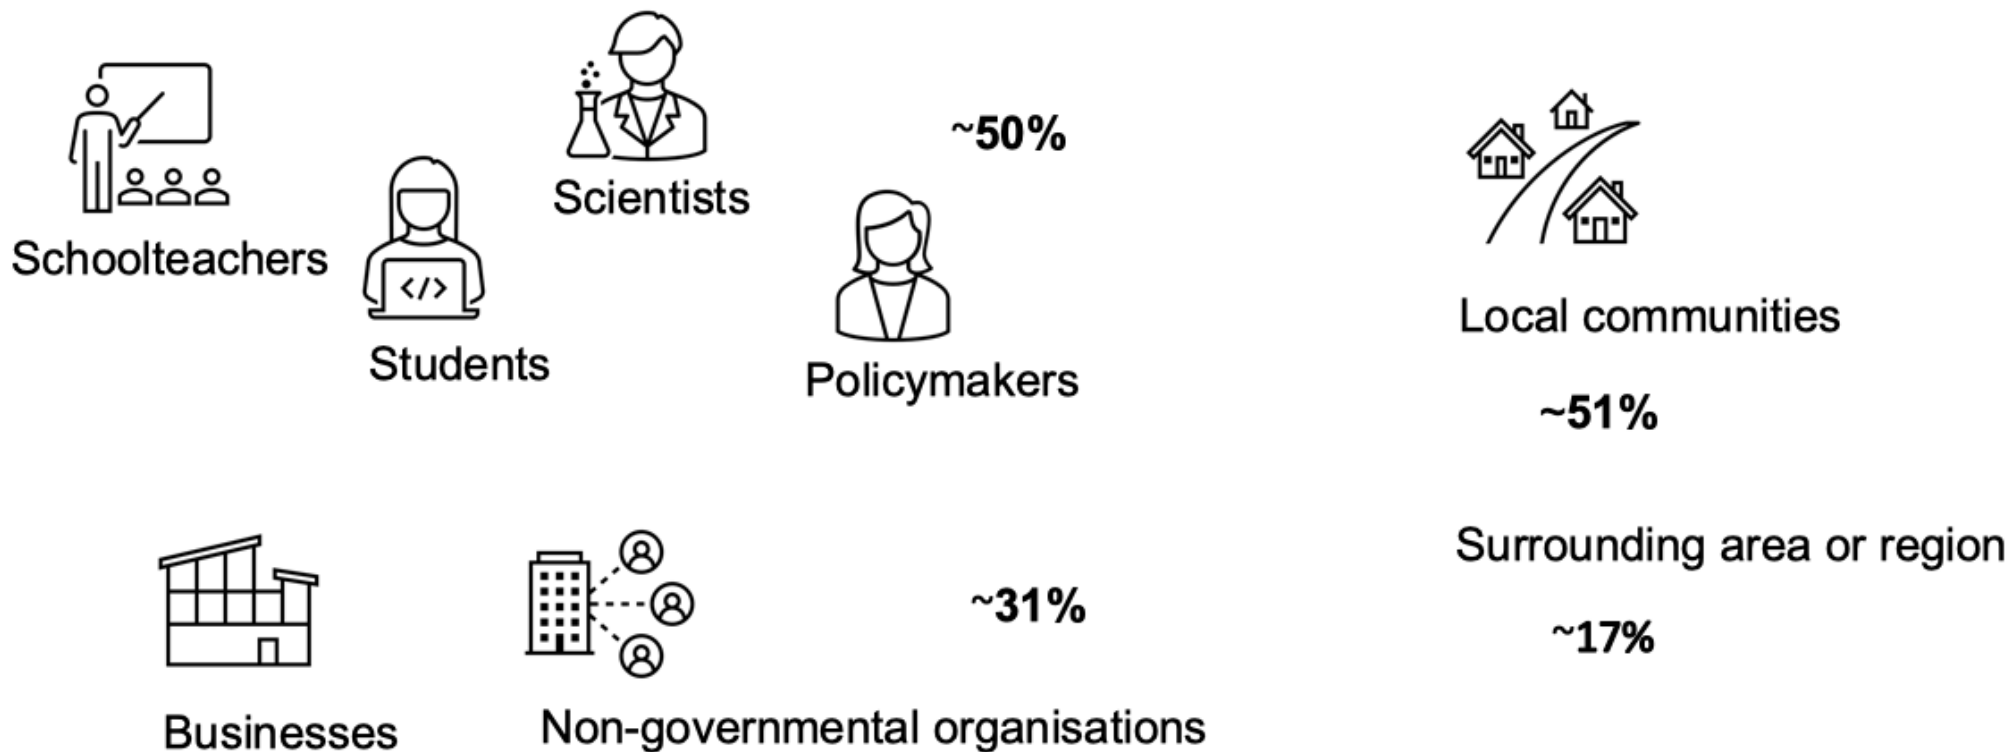 Schoolteachers
</>
Students
Scientists
~50%
Policymakers
Local communities
~51%
Businesses
Non-governmental organisations
~31%
Surrounding area or region
~17%